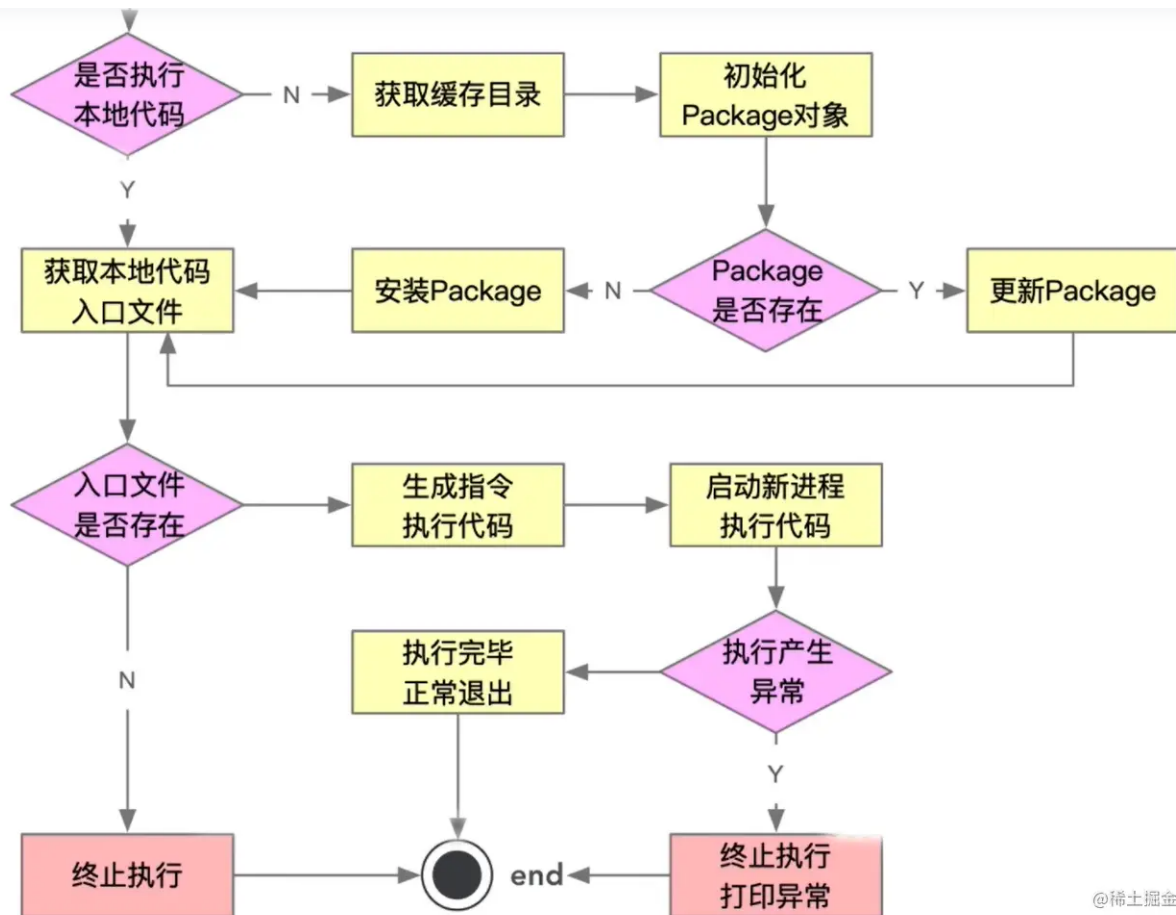 是否执行
本地代码
N
获取缓存目录
初始化
Package对象
Y
获取本地代码
入口文件
安装Package
N
Package
是否存在
Y
更新Package
入口文件
是否存在
生成指令
执行代码
启动新进程
执行代码
N
执行完毕
正常退出
执行产生
异常
Y
终止执行
end
终止执行
打印异常
@稀土掘金